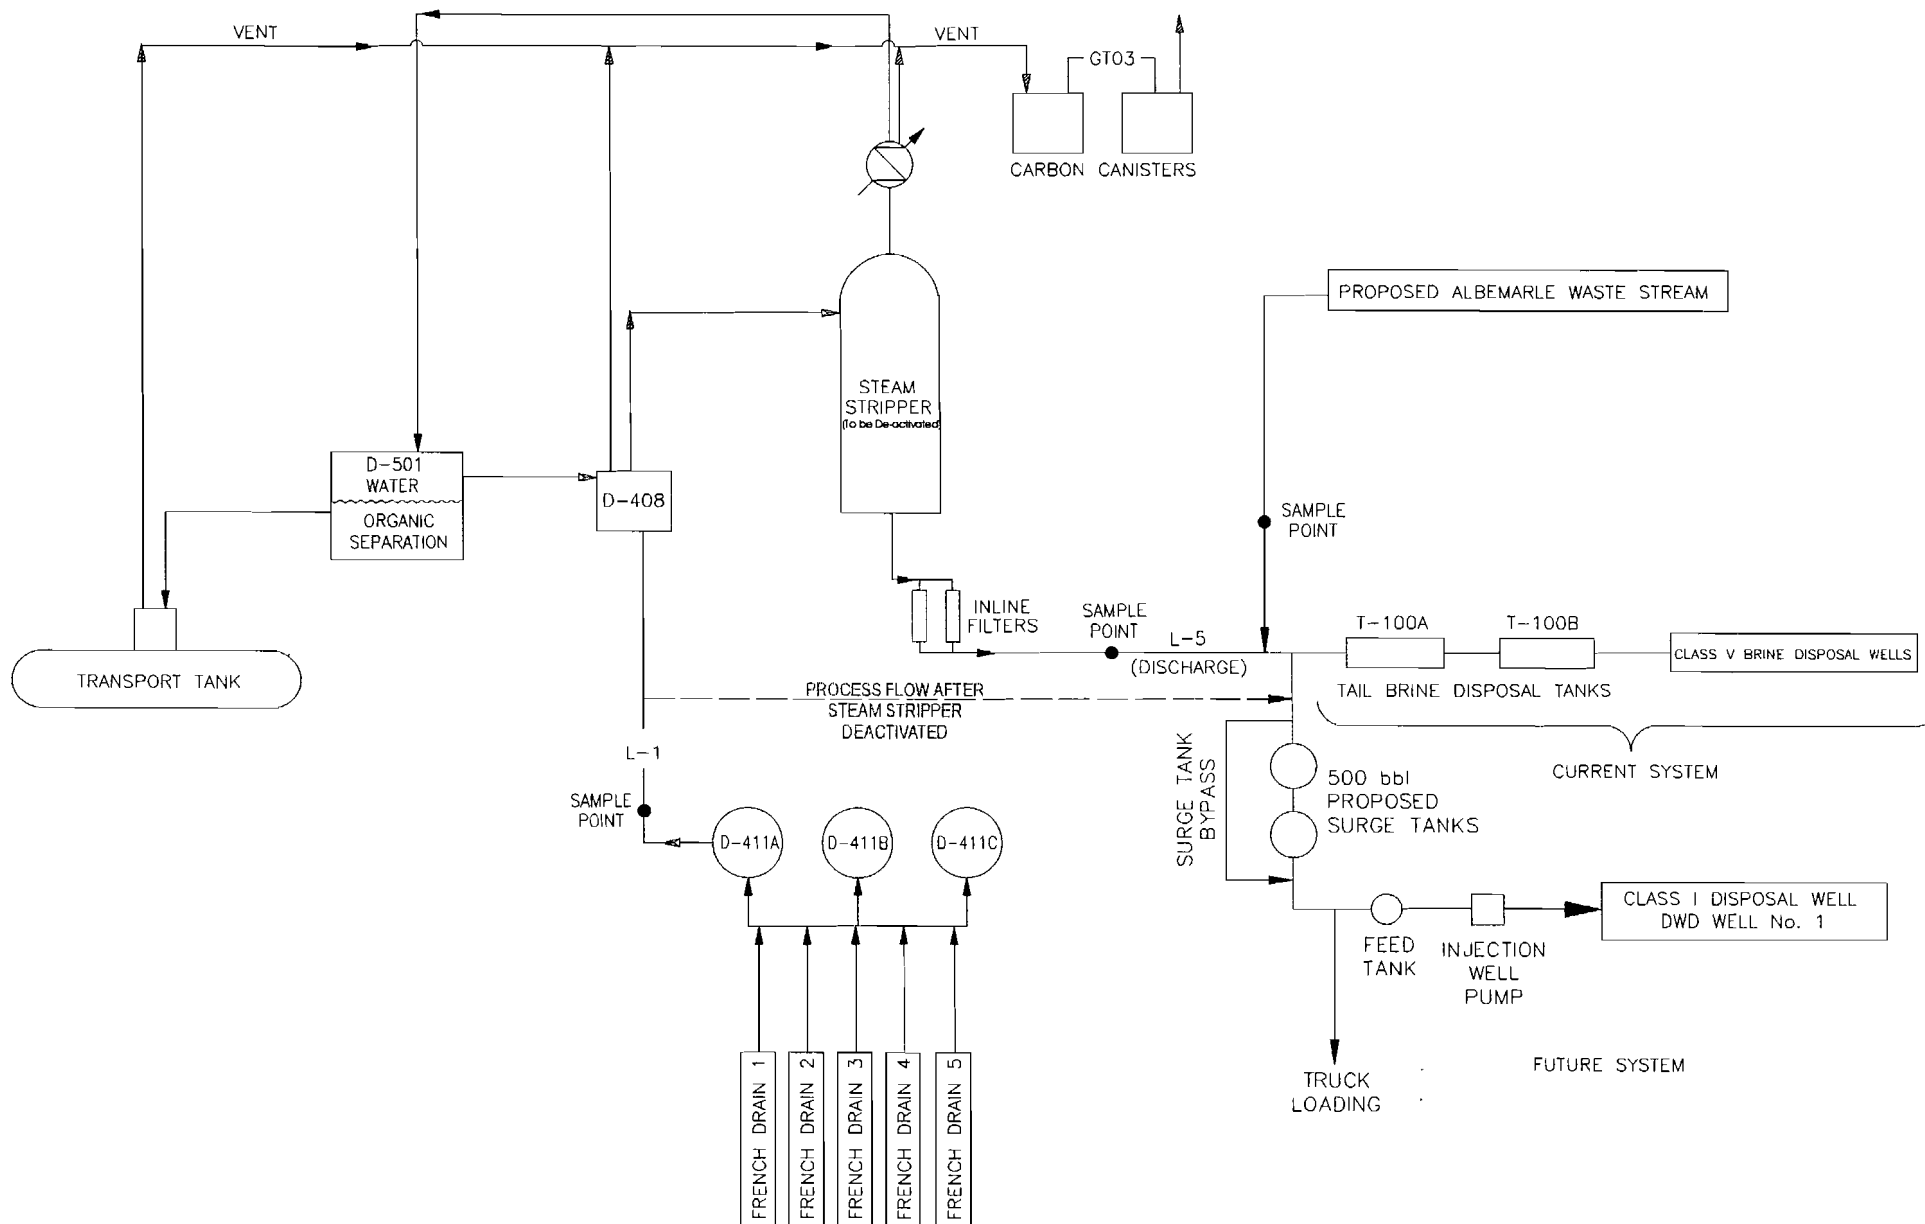 VENT
VENT
GT03
CARBON CANISTERS
PROPOSED ALBEMARLE WASTE STREAM
STEAM
STRIPPER
(To be De-activated)
D-501
WATER
ORGANIC
SEPARATION
D-408
SAMPLE
POINT
INLINE
FILTERS
SAMPLE
POINT
L-5
(DISCHARGE)
T-100A
T-100B
CLASS V BRINE DISPOSAL WELLS
TAIL BRINE DISPOSAL TANKS
TRANSPORT TANK
PROCESS FLOW AFTER
STEAM STRIPPER
DEACTIVATED
L-1
CURRENT SYSTEM
SURGE TANK
BYPASS
500 bbl
PROPOSED
SURGE TANKS
SAMPLE
POINT
D-411A
D-411B
D-411C
CLASS I DISPOSAL WELL
DWD WELL No. 1
FEED
TANK
INJECTION
WELL
PUMP
FUTURE SYSTEM
TRUCK
LOADING
FRENCH DRAIN 1
FRENCH DRAIN 2
FRENCH DRAIN 3
FRENCH DRAIN 4
FRENCH DRAIN 5